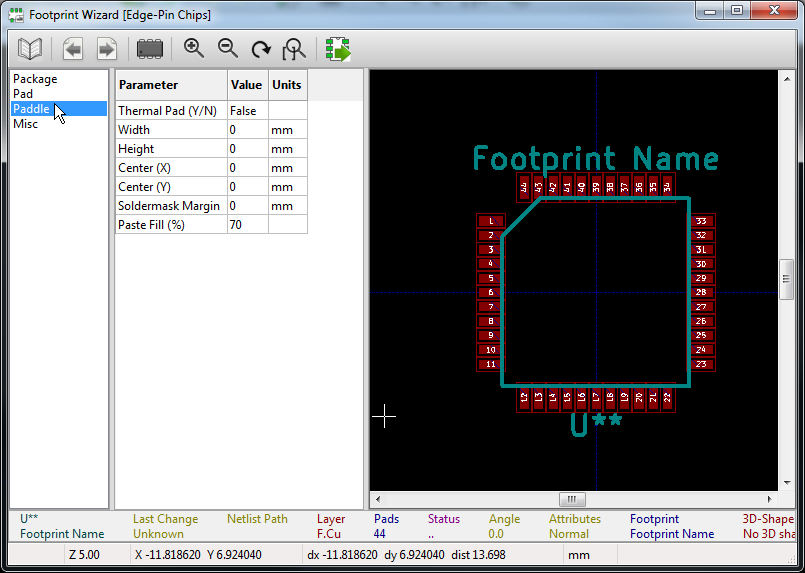 Footprint Wizard [Edge-Pin Chips]
Package
Pad
Paddle
Misc
Parameter Value Units
Thermal Pad (Y/N) False
Width 0 mm
Height 0 mm
Center (X) 0 mm
Center (Y) 0 mm
Soldermask Margin 0 mm
Paste Fill (%) 70
Footprint Name
44 43 42 41 40 39 38 37 36 35 34
1 33
2 32
3 31
4 30
5 29
6 28
7 27
8 26
9 25
10 24
11 23
12 13 14 15 16 17 18 19 20 21 22
U**
U** Last Change Netlist Path Layer Pads Status Angle Attributes Footprint 3D-Shape
Footprint Name Unknown F.Cu 44 .. 0.0 Normal Footprint Name No 3D sha
Z 5.00 X -11.818620 Y 6.924040 dx -11.818620 dy 6.924040 dist 13.698 mm